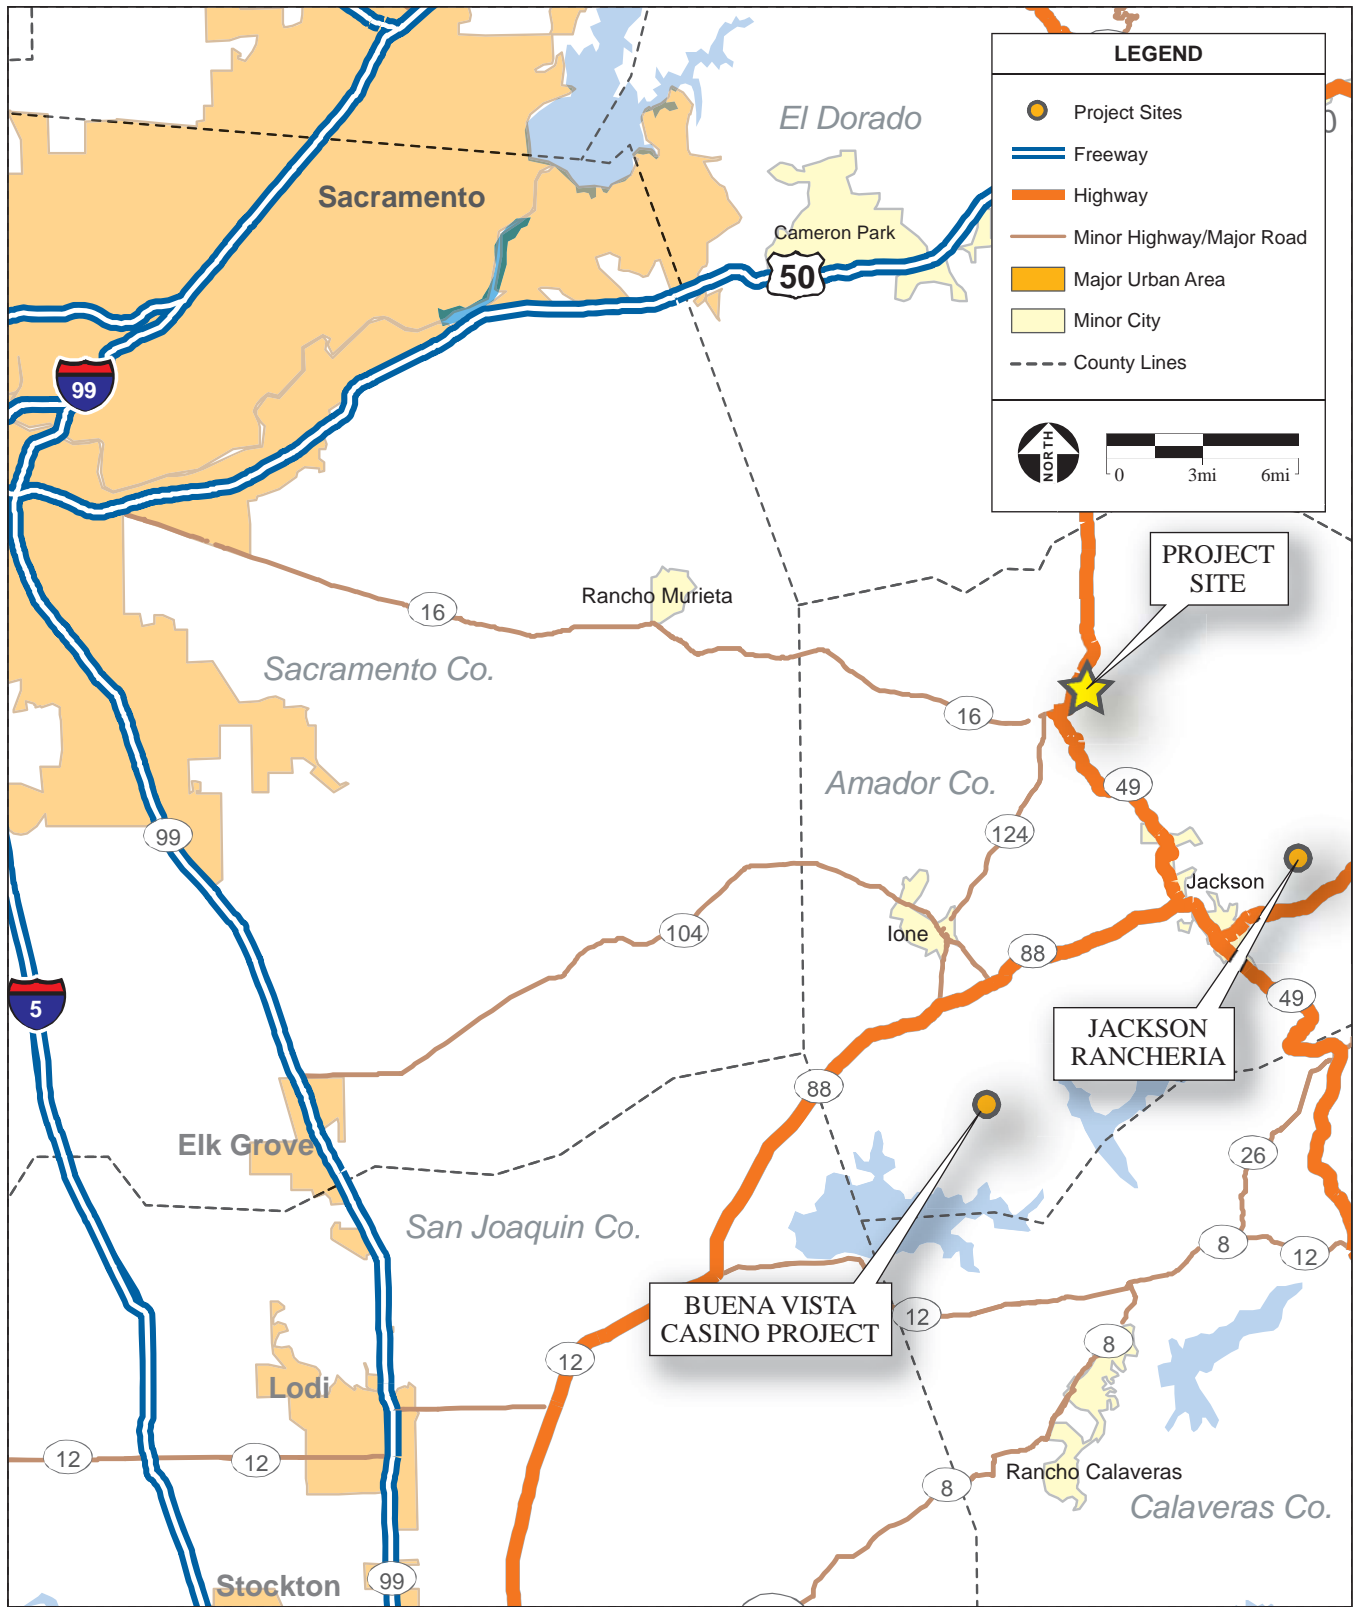 LEGEND
Project Sites
Freeway
Highway
Minor Highway/Major Road
Major Urban Area
Minor City
County Lines
NORTH
0 3mi 6mi
El Dorado
0
Sacramento
Cameron Park
50
99
PROJECT
SITE
Rancho Murieta
16
Sacramento Co.
16
Amador Co.
49
124
99
Jackson
104
Ione
88
5
49
JACKSON
RANCHERIA
88
Elk Grove
26
San Joaquin Co.
8
12
BUENA VISTA
CASINO PROJECT
12
8
12
Lodi
12
12
Rancho Calaveras
8
Calaveras Co.
Stockton
99